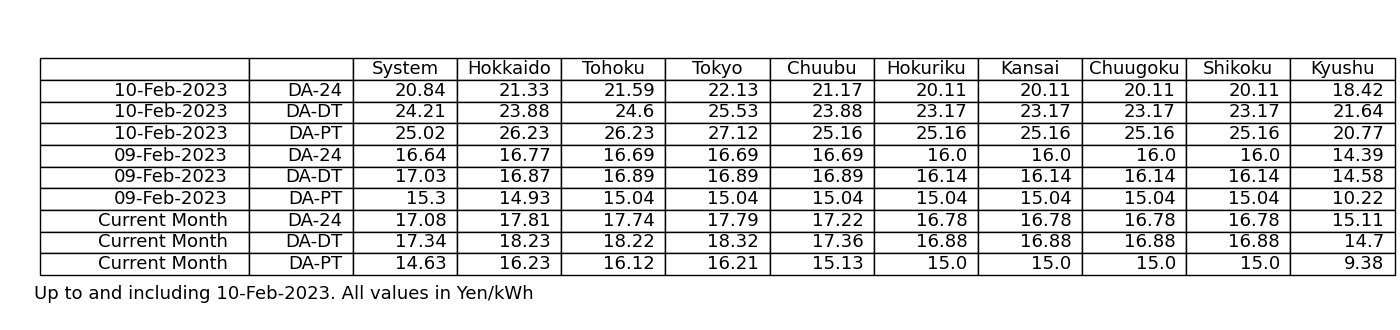 System Hokkaido Tohoku Tokyo Chuubu Hokuriku Kansai Chuugoku Shikoku Kyushu
10-Feb-2023 DA-24 20.84 21.33 21.59 22.13 21.17 20.11 20.11 20.11 20.11 18.42
10-Feb-2023 DA-DT 24.21 23.88 24.6 25.53 23.88 23.17 23.17 23.17 23.17 21.64
10-Feb-2023 DA-PT 25.02 26.23 26.23 27.12 25.16 25.16 25.16 25.16 25.16 20.77
09-Feb-2023 DA-24 16.64 16.77 16.69 16.69 16.69 16.0 16.0 16.0 16.0 14.39
09-Feb-2023 DA-DT 17.03 16.87 16.89 16.89 16.89 16.14 16.14 16.14 16.14 14.58
09-Feb-2023 DA-PT 15.3 14.93 15.04 15.04 15.04 15.04 15.04 15.04 15.04 10.22
Current Month DA-24 17.08 17.81 17.74 17.79 17.22 16.78 16.78 16.78 16.78 15.11
Current Month DA-DT 17.34 18.23 18.22 18.32 17.36 16.88 16.88 16.88 16.88 14.7
Current Month DA-PT 14.63 16.23 16.12 16.21 15.13 15.0 15.0 15.0 15.0 9.38
Up to and including 10-Feb-2023. All values in Yen/kWh